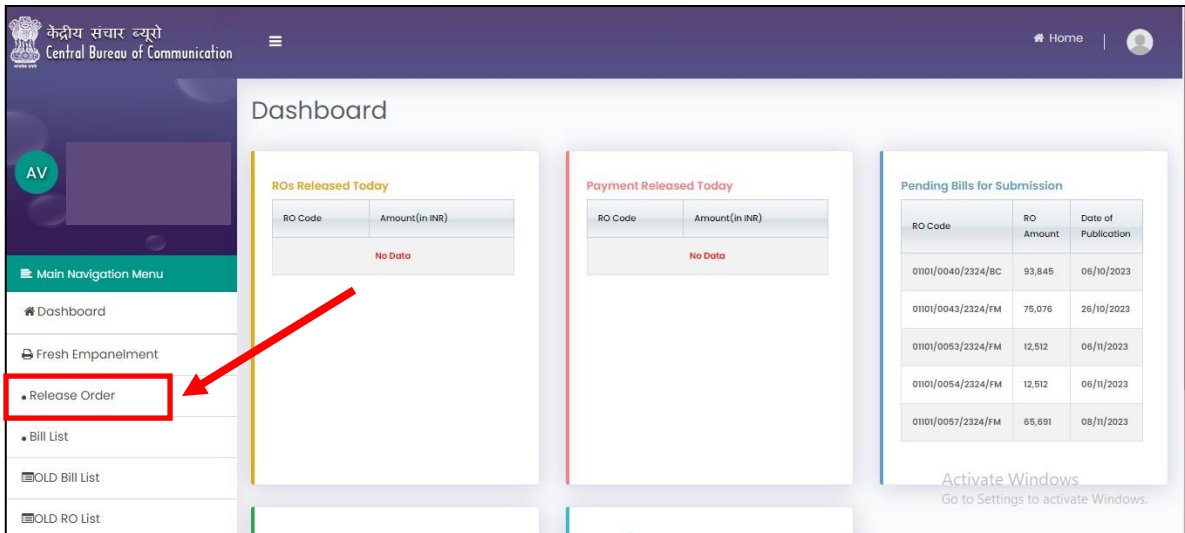 केंद्रीय संचार ब्यूरो
Central Bureau of Communication
Home |
AV
Main Navigation Menu
Dashboard
Fresh Empanelment
• Release Order
• Bill List
OLD Bill List
OLD RO List
Dashboard
ROs Released Today
RO Code Amount(in INR)
No Data
Payment Released Today
RO Code Amount(in INR)
No Data
Pending Bills for Submission
RO Code RO Amount Date of Publication
01101/0040/2324/BC 93,845 06/10/2023
01101/0043/2324/FM 75,076 26/10/2023
01101/0053/2324/FM 12,512 06/11/2023
01101/0054/2324/FM 12,512 06/11/2023
01101/0057/2324/FM 65,691 08/11/2023
Activate Windows
Go to Settings to activate Windows.